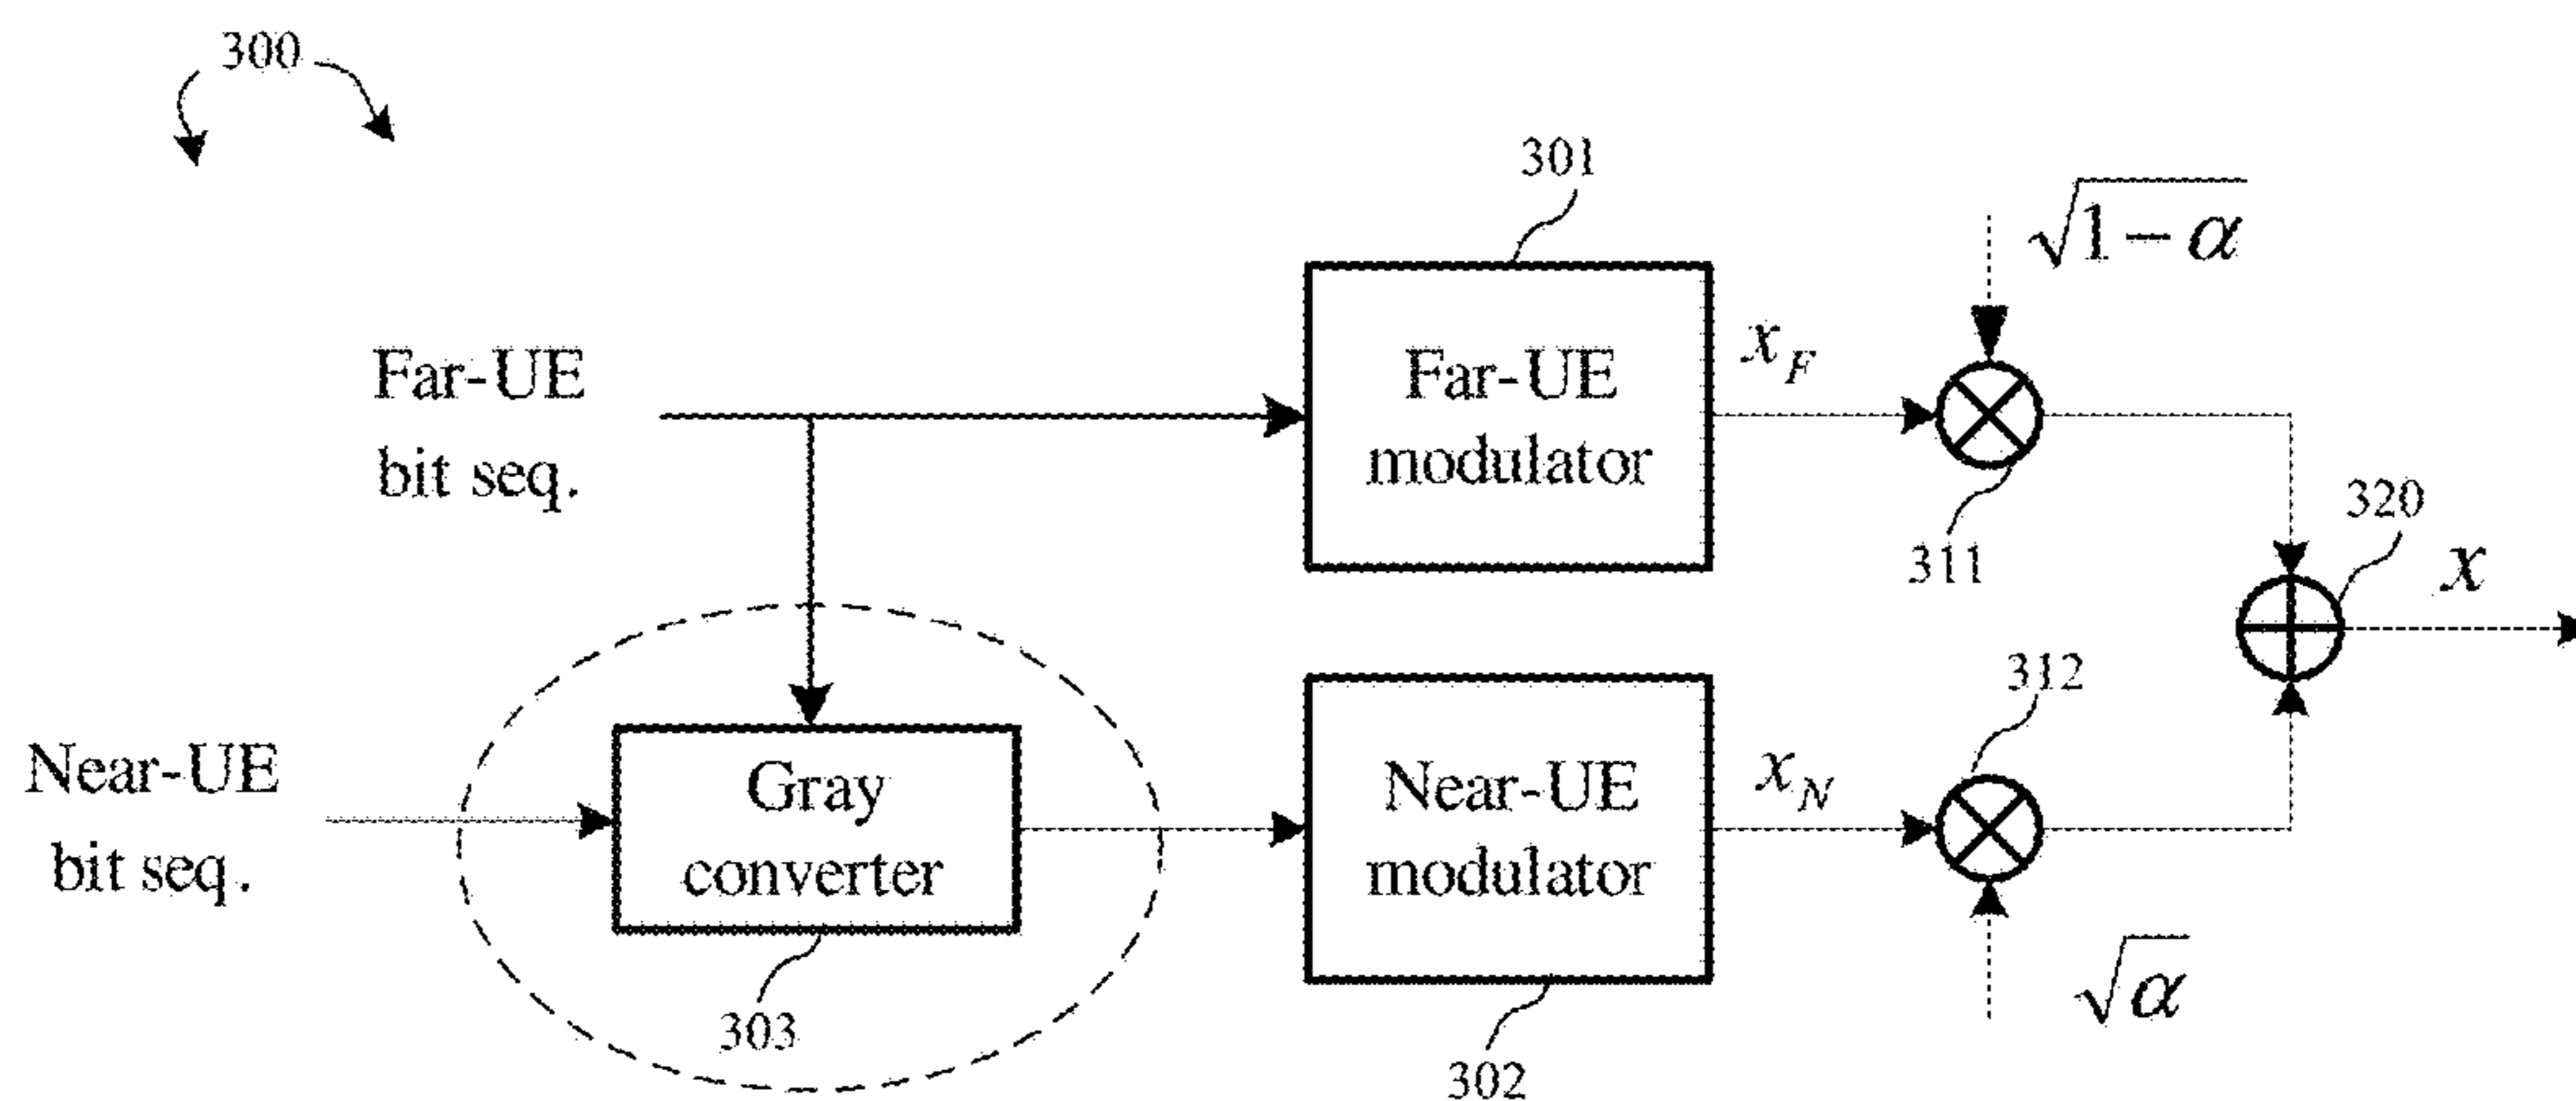 300
301
√1−α
Far-UE
bit seq.
Far-UE
modulator
x_F
311
320
x
Near-UE
bit seq.
Gray
converter
303
Near-UE
modulator
302
x_N
312
√α